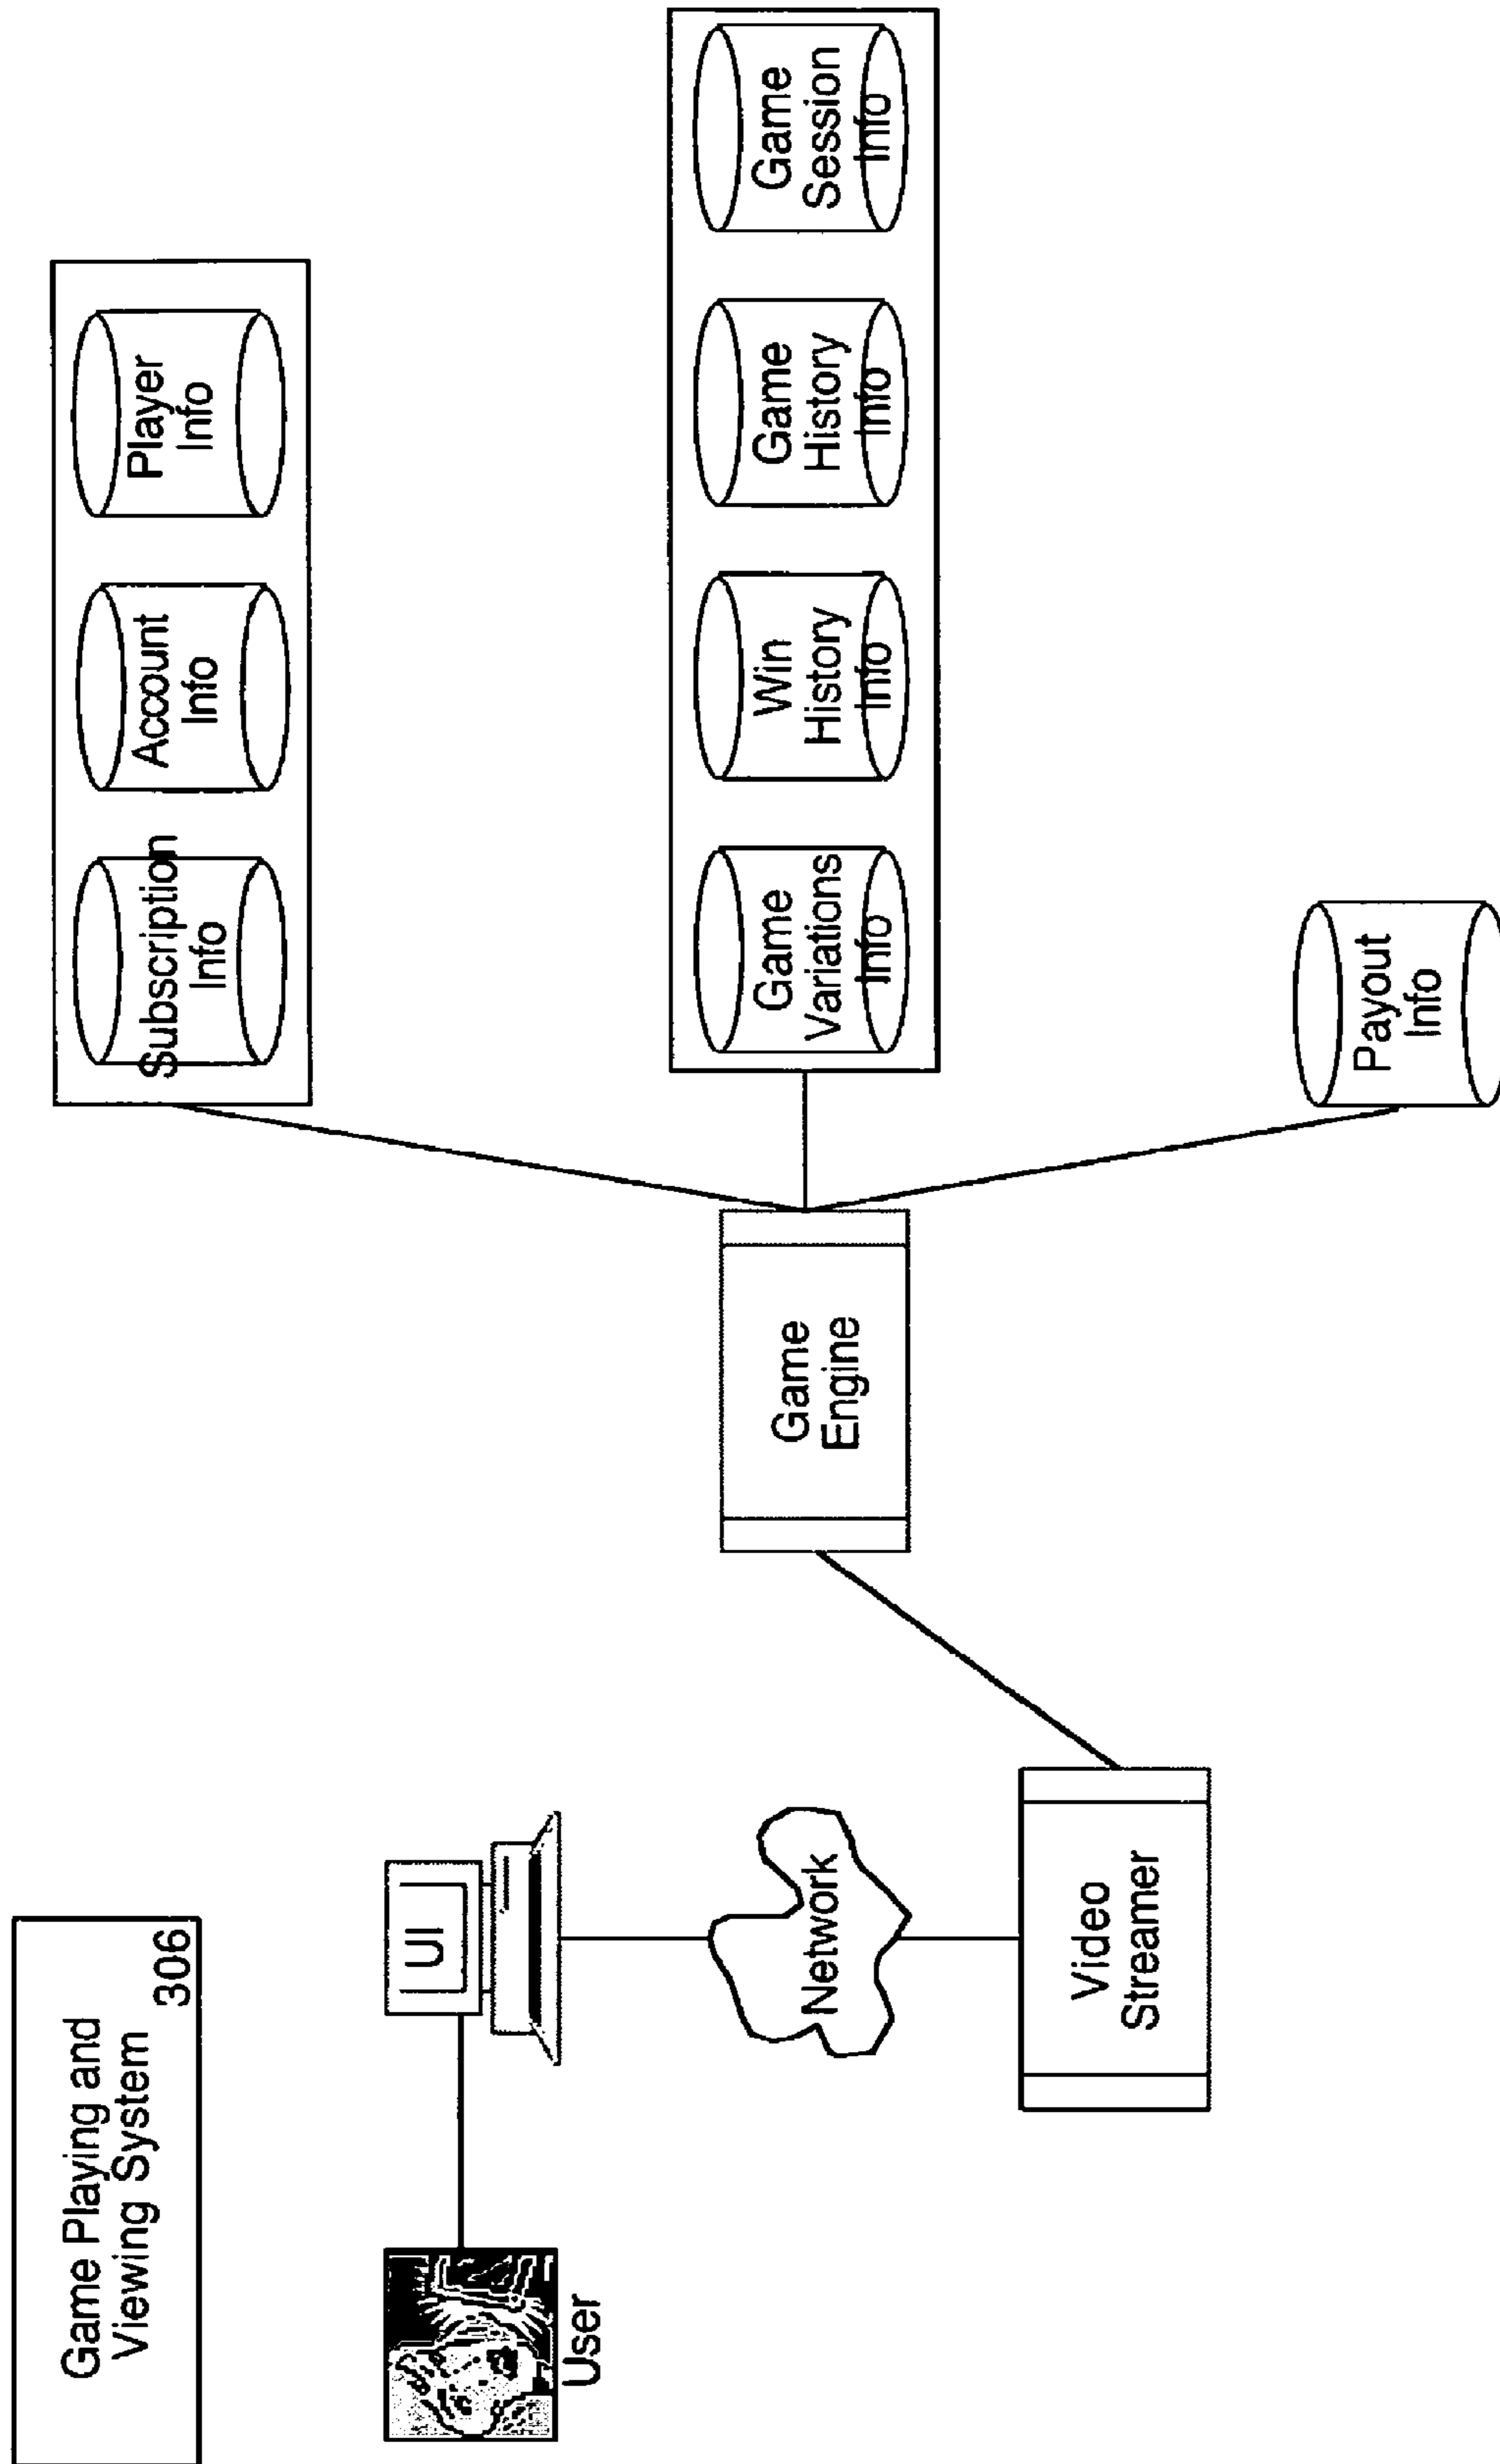 Game Playing and
Viewing System
306
User
UI
Network
Video
Streamer
Game
Engine
Subscription
Info
Account
Info
Player
Info
Game
Variations
Info
Win
History
Info
Game
History
Info
Game
Session
Info
Payout
Info